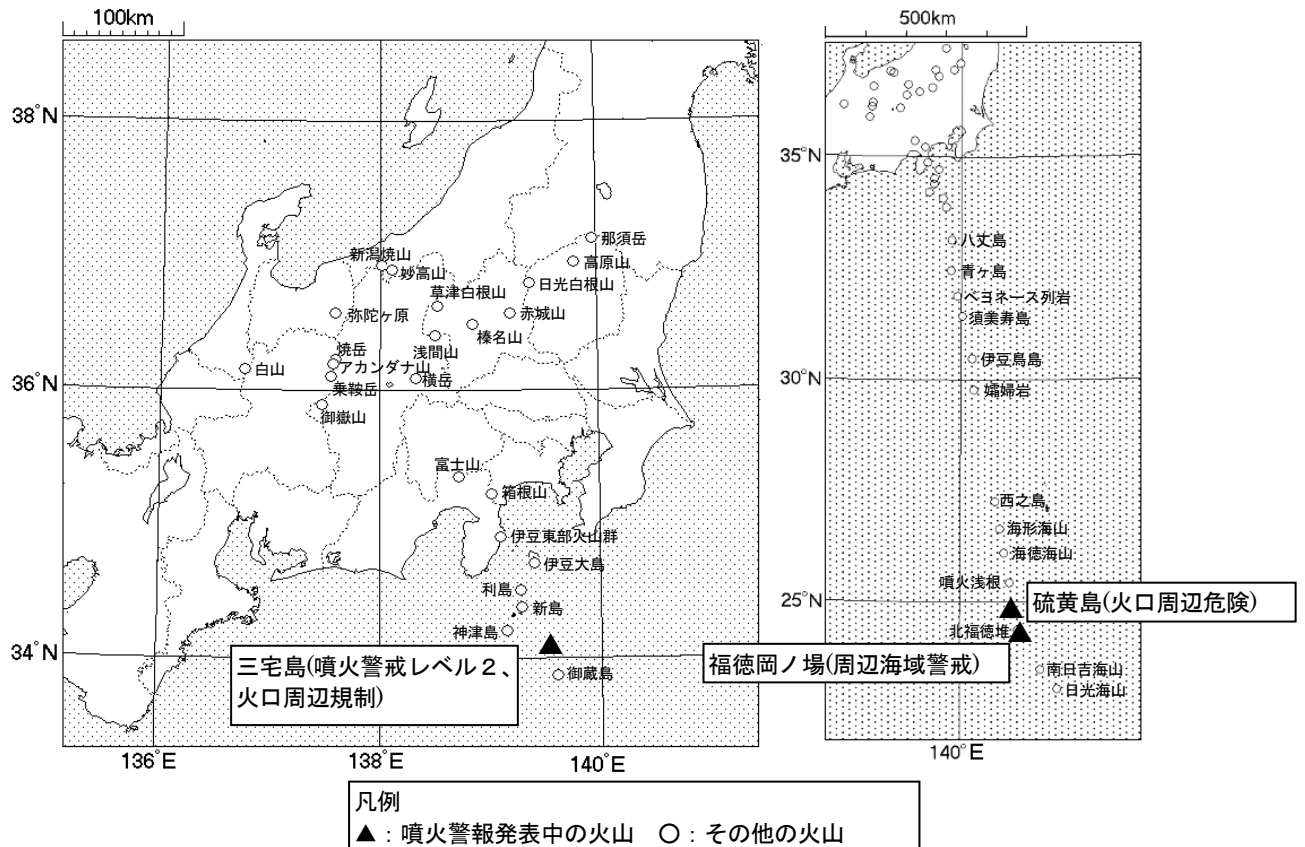 100km
500km
38°N
36°N
34°N
136°E
138°E
140°E
那須岳
高原山
新潟焼山
妙高山
日光白根山
草津白根山
弥陀ヶ原
赤城山
榛名山
浅間山
焼岳
アカンダナ山
白山
横岳
乗鞍岳
御嶽山
富士山
箱根山
伊豆東部火山群
伊豆大島
利島
新島
神津島
三宅島(噴火警戒レベル2、
火口周辺規制)
御蔵島
35°N
30°N
25°N
140°E
八丈島
青ヶ島
ベヨネース列岩
須美寿島
伊豆鳥島
孀婦岩
西之島
海形海山
海徳海山
噴火浅根
硫黄島(火口周辺危険)
北福徳堆
福徳岡ノ場(周辺海域警戒)
南日吉海山
日光海山
凡例
▲:噴火警報発表中の火山 ○:その他の火山